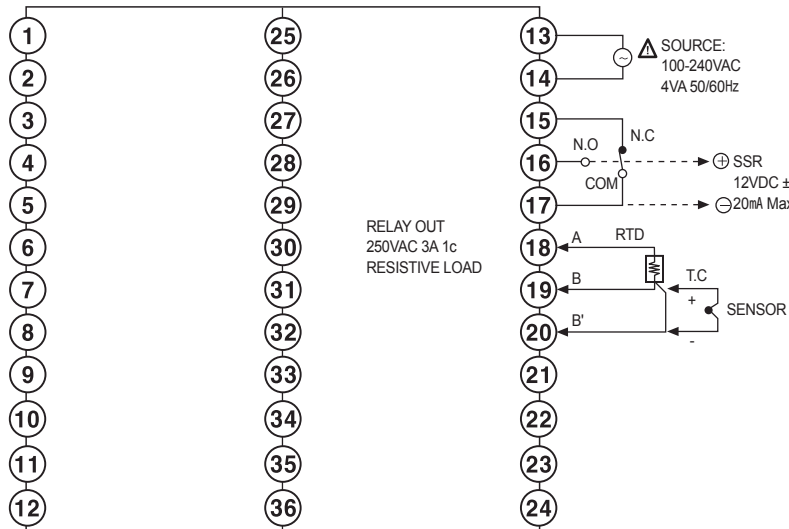 1
2
3
4
5
6
7
8
9
10
11
12
25
26
27
28
29
30
31
32
33
34
35
36
RELAY OUT
250VAC 3A 1c
RESISTIVE LOAD
13
14
15
16
17
18
19
20
21
22
23
24
~
SOURCE:
100-240VAC
4VA 50/60Hz
N.C
N.O
COM
+ SSR
12VDC ±
- 20mA Max
A
RTD
B
B'
T.C
+
-
SENSOR